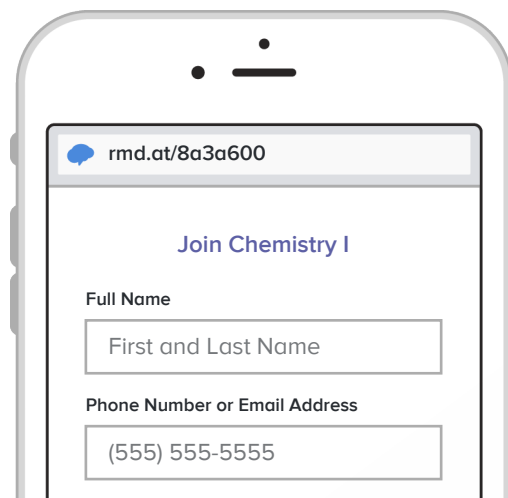 rmd.at/8a3a600
Join Chemistry I
Full Name
First and Last Name
Phone Number or Email Address
(555) 555-5555